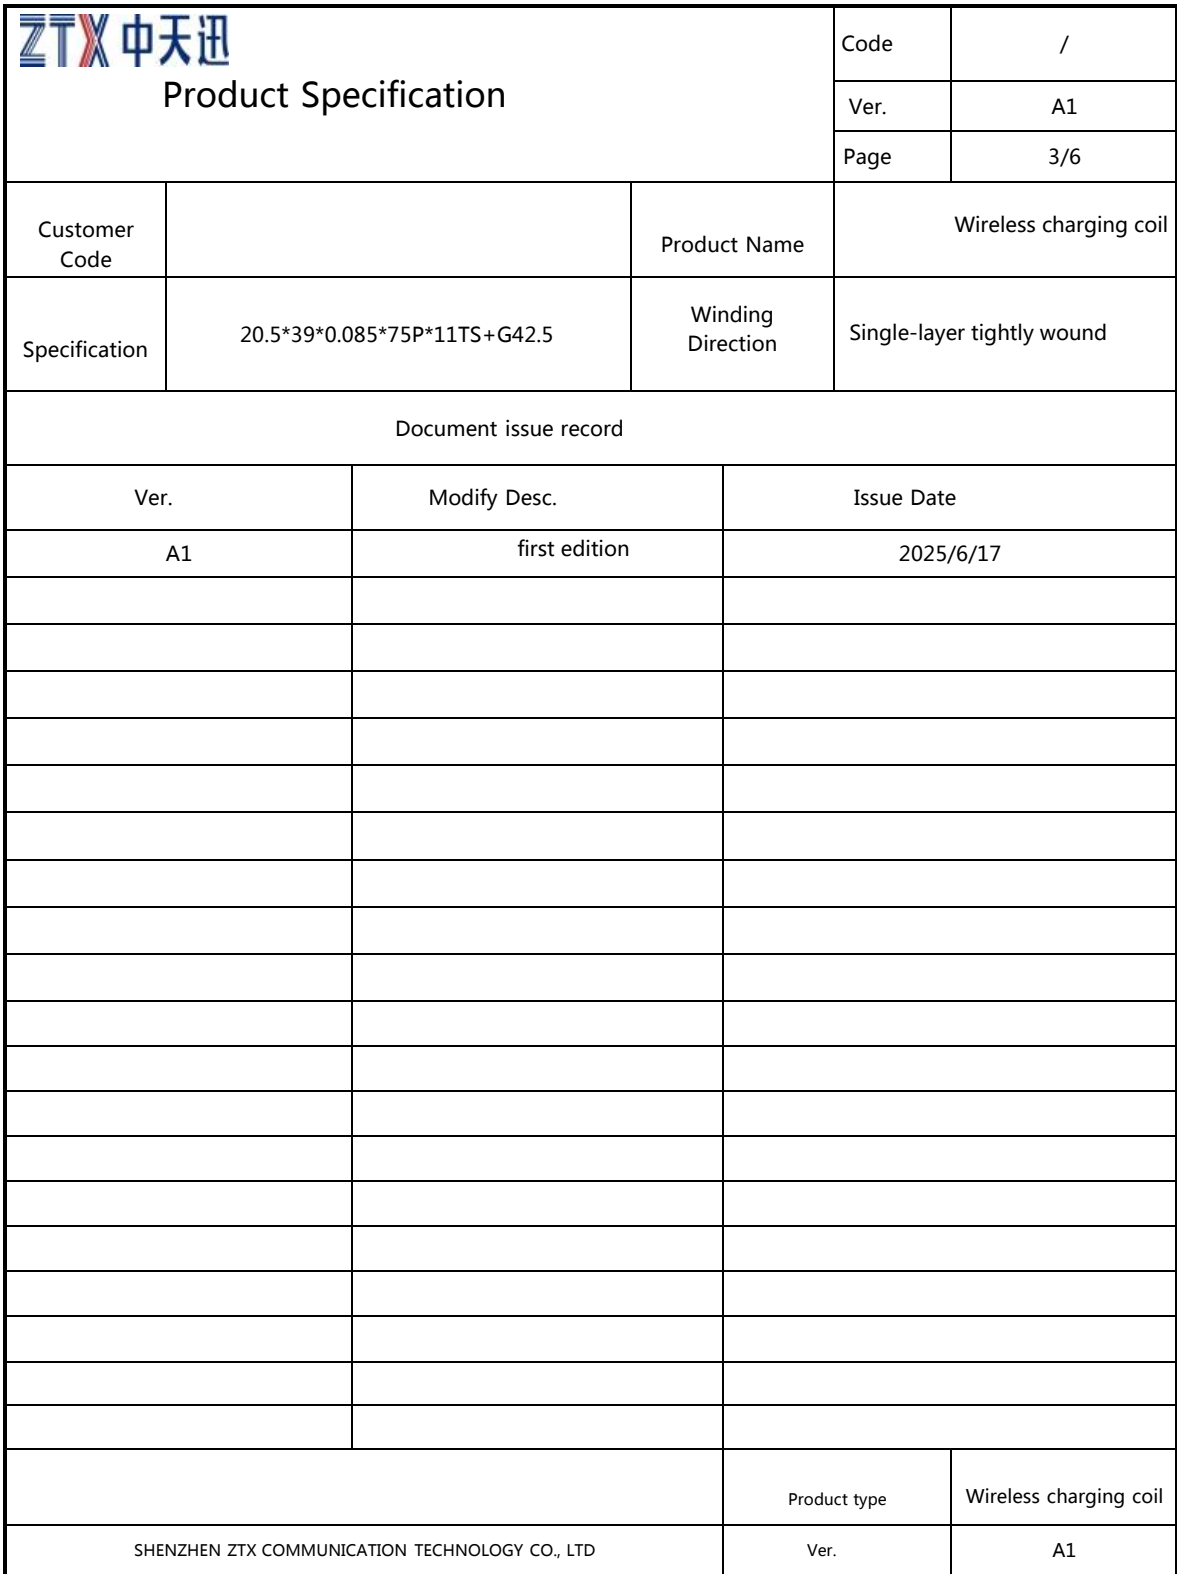 ZTX 中天迅
Product Specification
Code
/
Ver.
A1
Page
3/6
Customer
Code
Product Name
Wireless charging coil
Specification
20.5*39*0.085*75P*11TS+G42.5
Winding
Direction
Single-layer tightly wound
Document issue record
Ver.
Modify Desc.
Issue Date
A1
first edition
2025/6/17
Product type
Wireless charging coil
SHENZHEN ZTX COMMUNICATION TECHNOLOGY CO., LTD
Ver.
A1